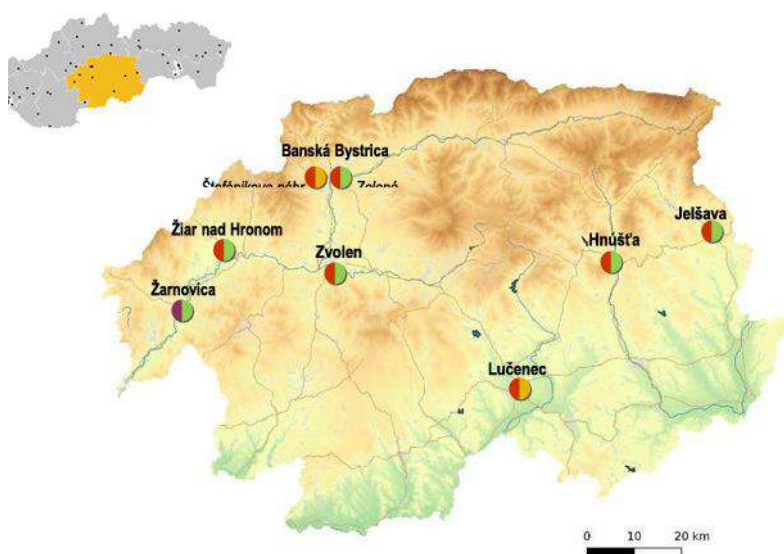 Banská Bystrica
Jelšava
Žiar nad Hronom
Hnúšťa
Zvolen
Žarnovica
Lučenec
0 10 20 km